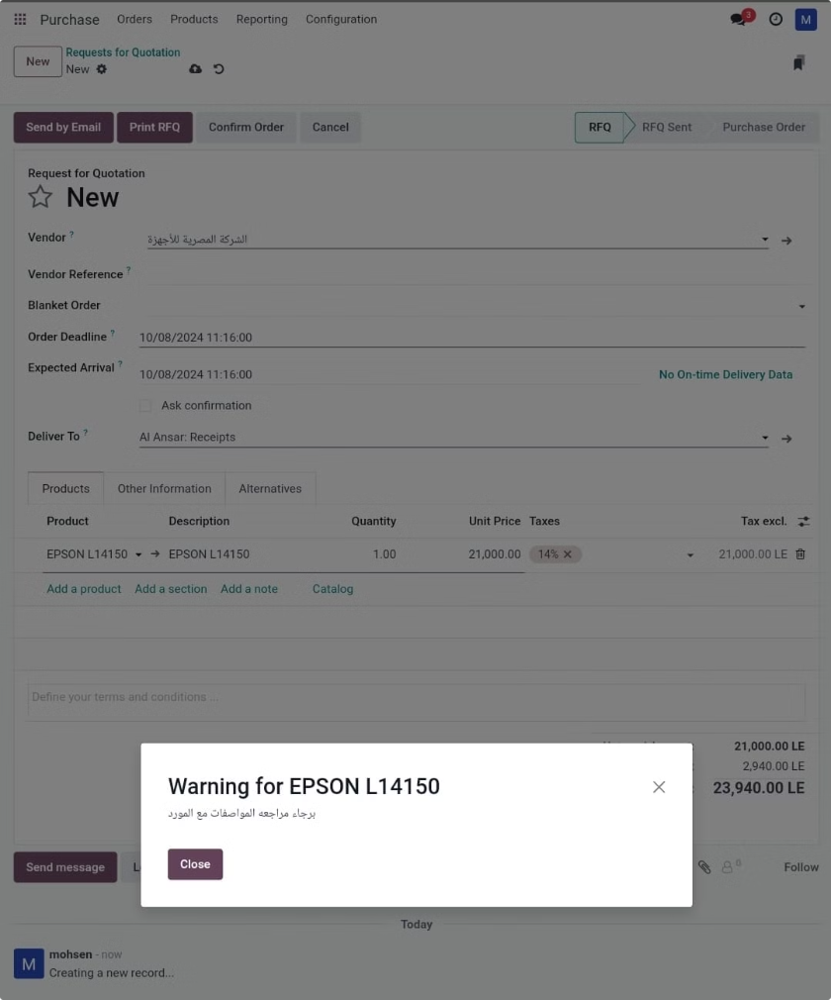 Purchase Orders Products Reporting Configuration 3 M
New Requests for Quotation
New
Send by Email Print RFQ Confirm Order Cancel RFQ RFQ Sent Purchase Order
Request for Quotation
New
Vendor ? الشركة المصرية للأجهزة
Vendor Reference ?
Blanket Order
Order Deadline ? 10/08/2024 11:16:00
Expected Arrival ? 10/08/2024 11:16:00 No On-time Delivery Data
Ask confirmation
Deliver To ? Al Ansar: Receipts
Products Other Information Alternatives
Product Description Quantity Unit Price Taxes Tax excl.
EPSON L14150 EPSON L14150 1.00 21,000.00 14% 21,000.00 LE
Add a product Add a section Add a note Catalog
Define your terms and conditions ...
21,000.00 LE
2,940.00 LE
23,940.00 LE
Warning for EPSON L14150
برجاء مراجعه المواصفات مع المورد
Close
Send message 0 Follow
Today
M mohsen - now
Creating a new record...